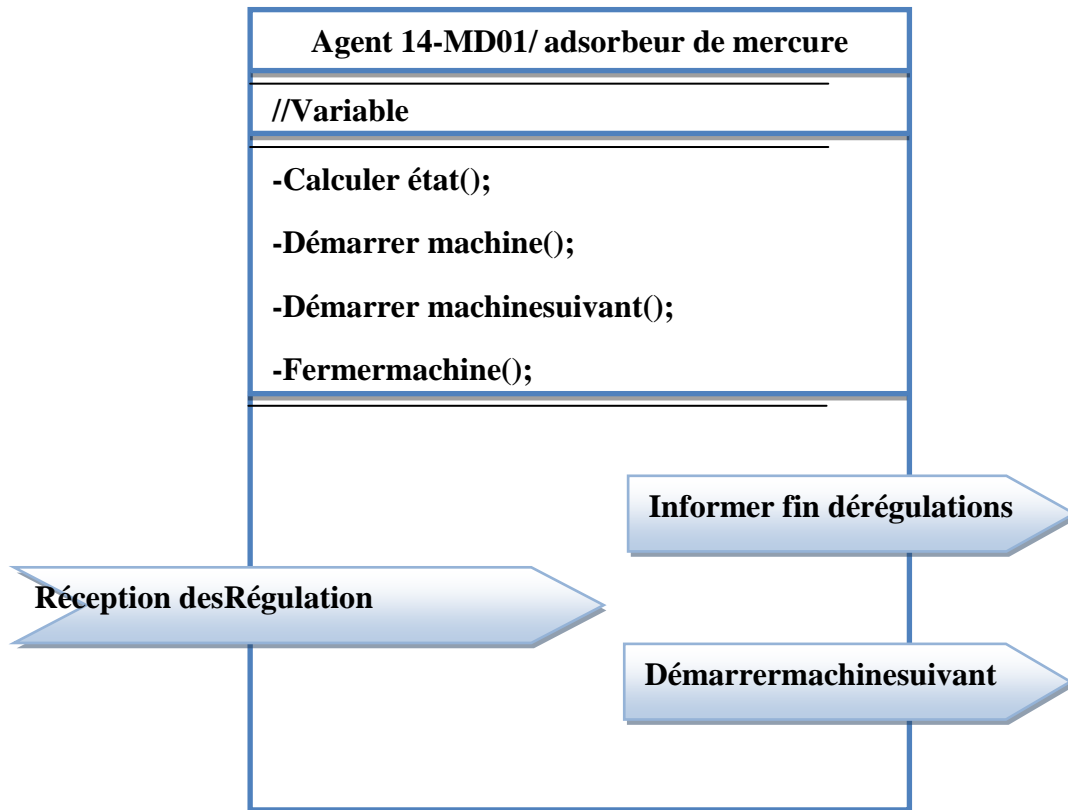 Agent 14-MD01/ adsorbeur de mercure
//Variable
-Calculer état();
-Démarrer machine();
-Démarrer machinesuivant();
-Fermermachine();
Informer fin dérégulations
Réception desRégulation
Démarrermachinesuivant